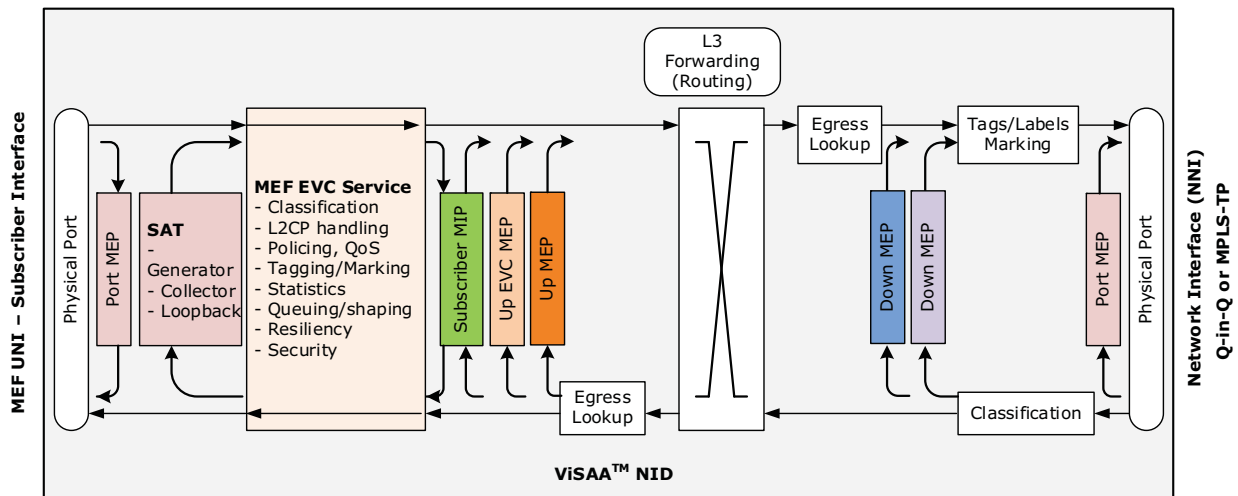 L3
Forwarding
(Routing)
MEF UNI – Subscriber Interface
Physical Port
Port MEP
SAT
-
Generator
- Collector
- Loopback
MEF EVC Service
- Classification
- L2CP handling
- Policing, QoS
- Tagging/Marking
- Statistics
- Queuing/shaping
- Resiliency
- Security
Subscriber MIP
Up EVC MEP
Up MEP
Egress
Lookup
Egress
Lookup
Tags/Labels
Marking
Down MEP
Down MEP
Port MEP
Classification
Physical Port
Network Interface (NNI)
Q-in-Q or MPLS-TP
ViSAA™ NID